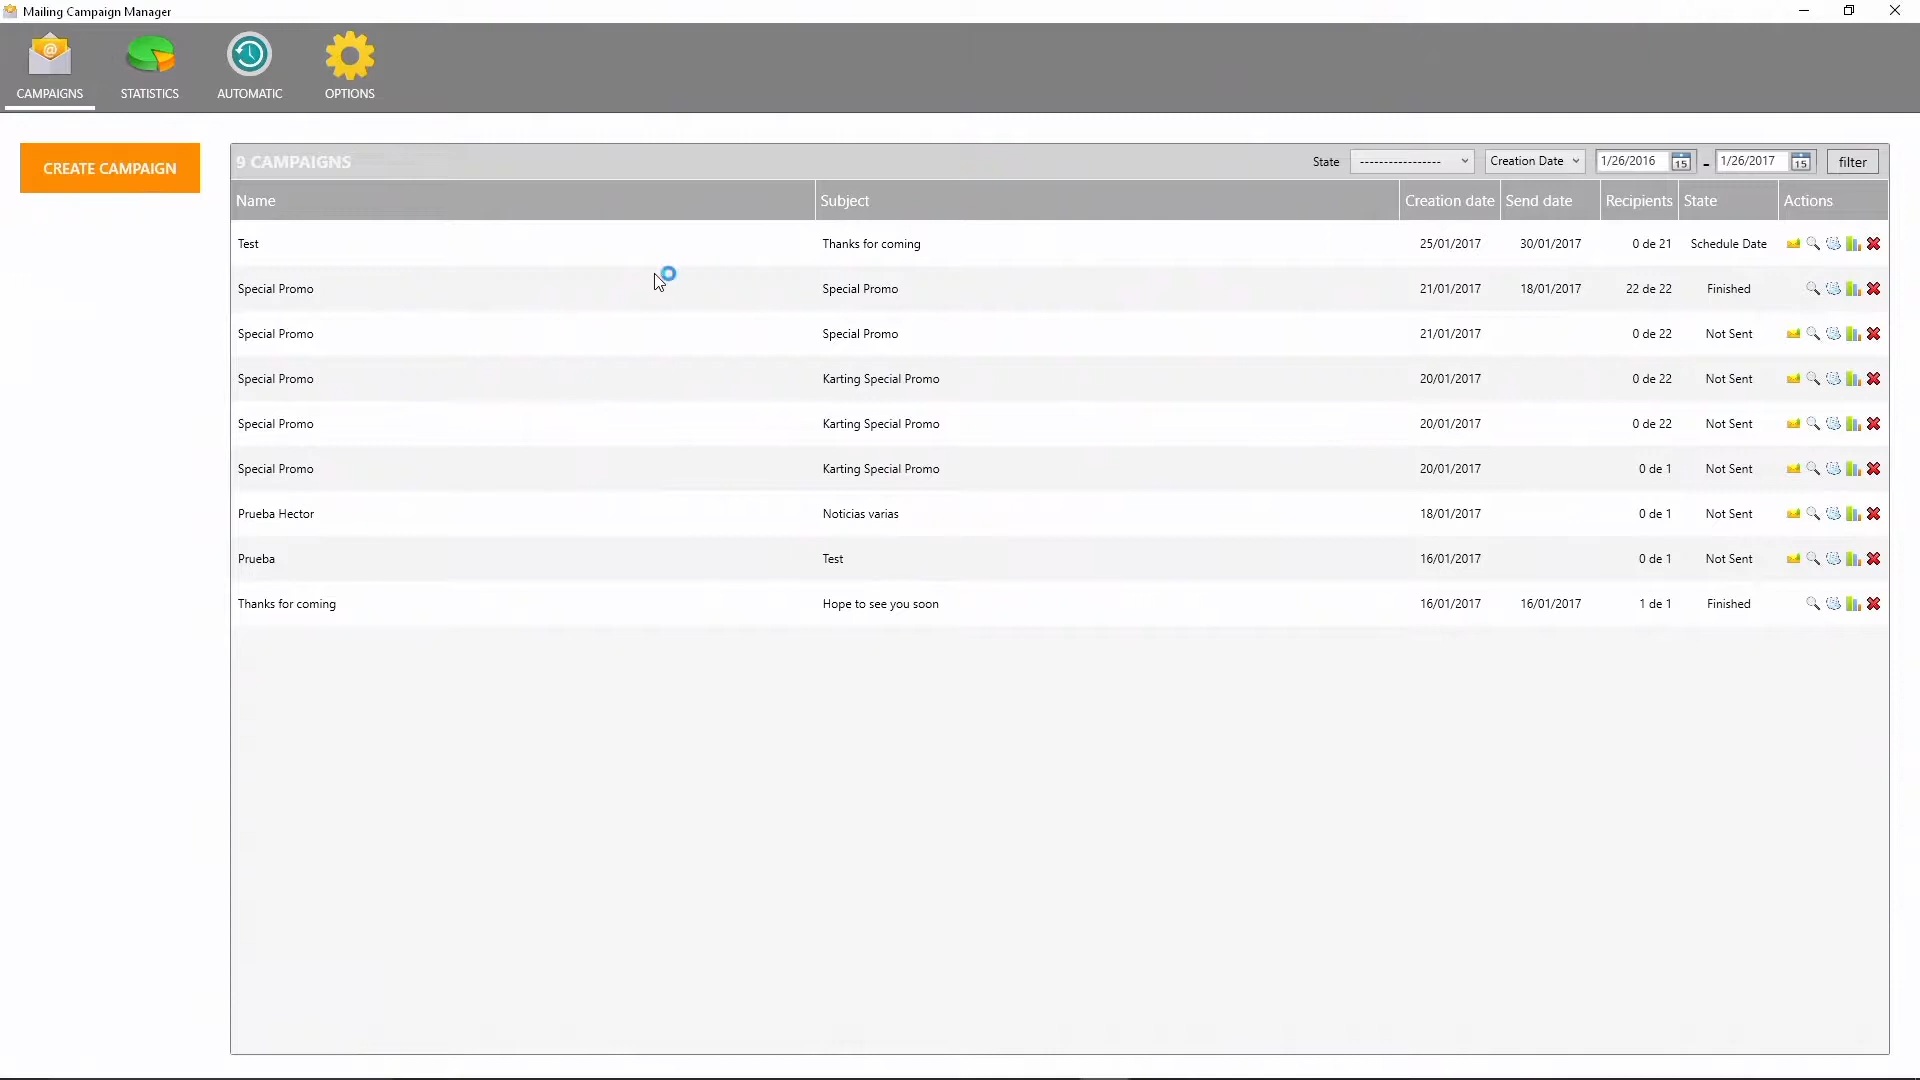 Mailing Campaign Manager
CAMPAIGNS STATISTICS AUTOMATIC OPTIONS
CREATE CAMPAIGN
9 CAMPAIGNS State ----------------- Creation Date 1/26/2016 15 - 1/26/2017 15 filter
Name Subject Creation date Send date Recipients State Actions
Test Thanks for coming 25/01/2017 30/01/2017 0 de 21 Schedule Date
Special Promo Special Promo 21/01/2017 18/01/2017 22 de 22 Finished
Special Promo Special Promo 21/01/2017 0 de 22 Not Sent
Special Promo Karting Special Promo 20/01/2017 0 de 22 Not Sent
Special Promo Karting Special Promo 20/01/2017 0 de 22 Not Sent
Special Promo Karting Special Promo 20/01/2017 0 de 1 Not Sent
Prueba Hector Noticias varias 18/01/2017 0 de 1 Not Sent
Prueba Test 16/01/2017 0 de 1 Not Sent
Thanks for coming Hope to see you soon 16/01/2017 16/01/2017 1 de 1 Finished